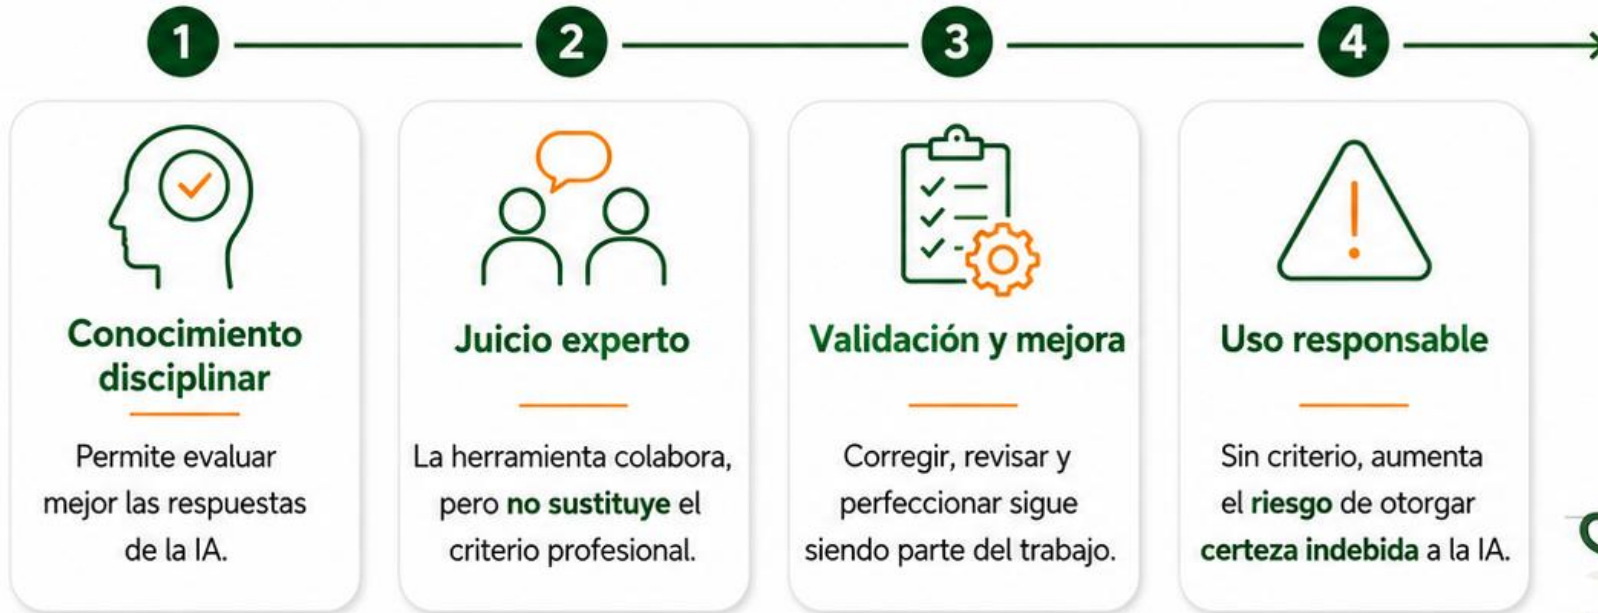 1
2
3
4
Conocimiento
disciplinar
Permite evaluar
mejor las respuestas
de la IA.
Juicio experto
La herramienta colabora,
pero no sustituye el
criterio profesional.
Validación y mejora
Corregir, revisar y
perfeccionar sigue
siendo parte del trabajo.
Uso responsable
Sin criterio, aumenta
el riesgo de otorgar
certeza indebida a la IA.